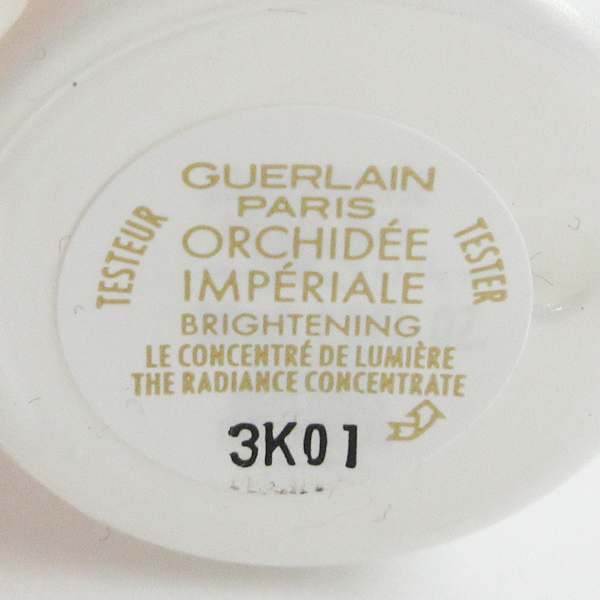 GUERLAIN
PARIS
TESTEUR
TESTER
ORCHIDÉE
IMPÉRIALE
BRIGHTENING
LE CONCENTRÉ DE LUMIÈRE
THE RADIANCE CONCENTRATE
3K01